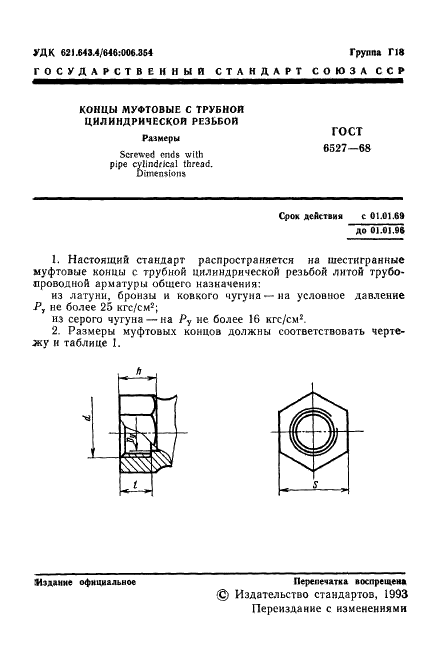 УДК 621.643.4/646:006.354 Группа Г18
ГОСУДАРСТВЕННЫЙ СТАНДАРТ СОЮЗА ССР
КОНЦЫ МУФТОВЫЕ С ТРУБНОЙ
ЦИЛИНДРИЧЕСКОЙ РЕЗЬБОЙ
Размеры
Screwed ends with
pipe cylindrical thread.
Dimensions
ГОСТ
6527—68
Срок действия с 01.01.69
до 01.01.96
1. Настоящий стандарт распространяется на шестигранные
муфтовые концы с трубной цилиндрической резьбой литой трубо-
проводной арматуры общего назначения:
из латуни, бронзы и ковкого чугуна — на условное давление
Ру не более 25 кгс/см²;
из серого чугуна — на Ру не более 16 кгс/см².
2. Размеры муфтовых концов должны соответствовать черте-
жу и таблице 1.
h
d
Dу
l
S
Издание официальное Перепечатка воспрещена
© Издательство стандартов, 1993
Переиздание с изменениями